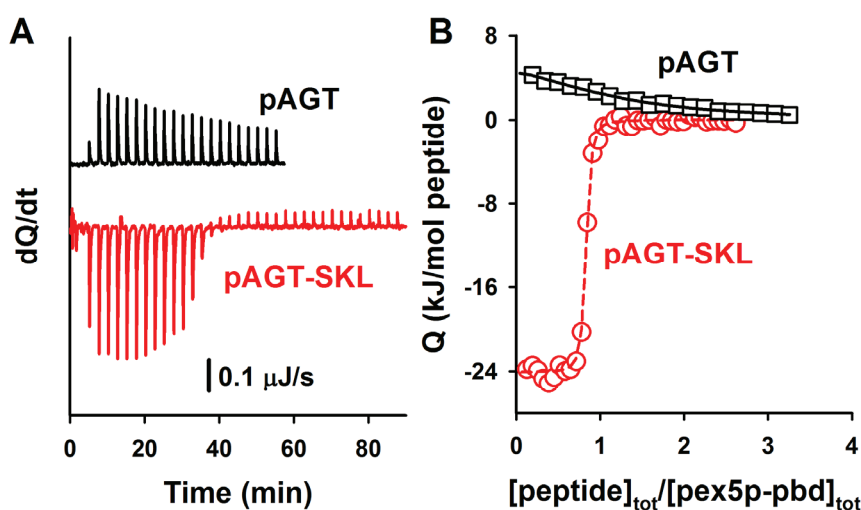 A
pAGT
pAGT-SKL
dQ/dt
0.1 μJ/s
0 20 40 60 80
Time (min)
B
pAGT
pAGT-SKL
Q (kJ/mol peptide)
8
0
-8
-16
-24
0 1 2 3 4
[peptide]tot/[pex5p-pbd]tot